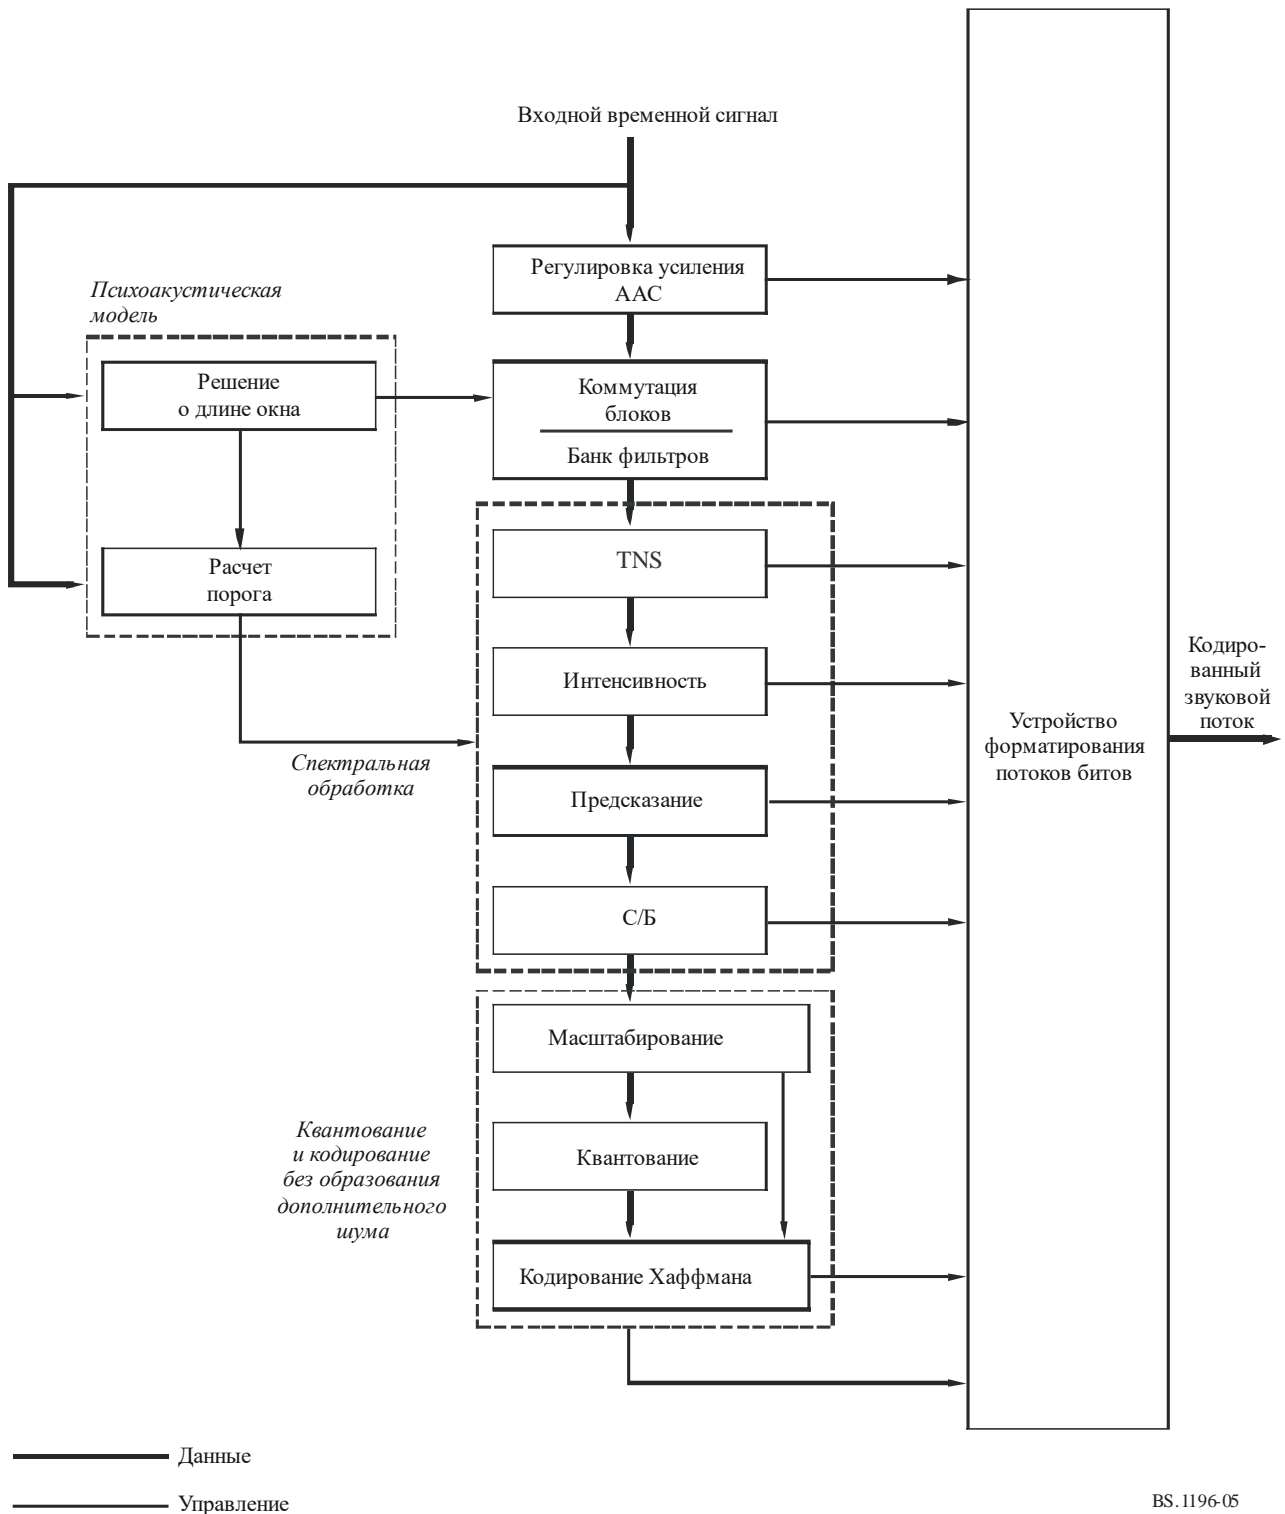 Входной временной сигнал
Регулировка усиления
ААС
Психоакустическая
модель
Решение
о длине окна
Коммутация
блоков
Банк фильтров
Расчет
порога
TNS
Интенсивность
Спектральная
обработка
Предсказание
С/Б
Масштабирование
Квантование
и кодирование
без образования
дополнительного
шума
Квантование
Кодирование Хаффмана
Устройство
форматирования
потоков битов
Кодиро-
ванный
звуковой
поток
Данные
Управление
BS.1196-05